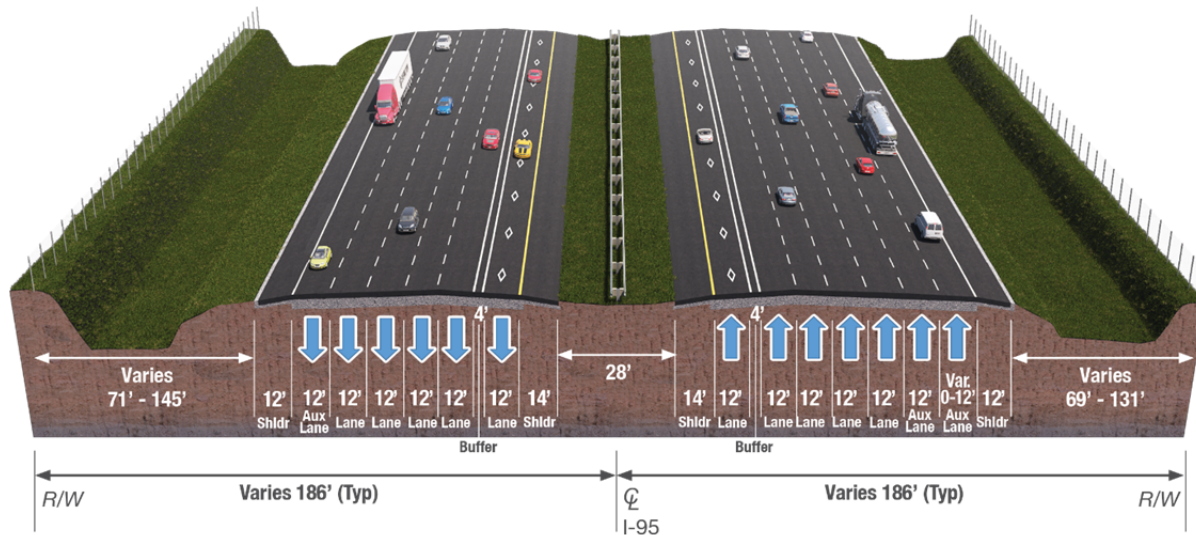 4'
4'
12' 12' 12' 12' 12' 12' 12' 14'
Shldr Aux Lane Lane Lane Lane Lane Lane Shldr
Buffer
28'
14' 12' 12' 12' 12' 12' 12' Var. 0-12' 12'
Shldr Lane Lane Lane Lane Lane Aux Lane Aux Lane Shldr
Buffer
Varies
71' - 145'
Varies
69' - 131'
R/W
Varies 186' (Typ)
℄
I-95
Varies 186' (Typ)
R/W